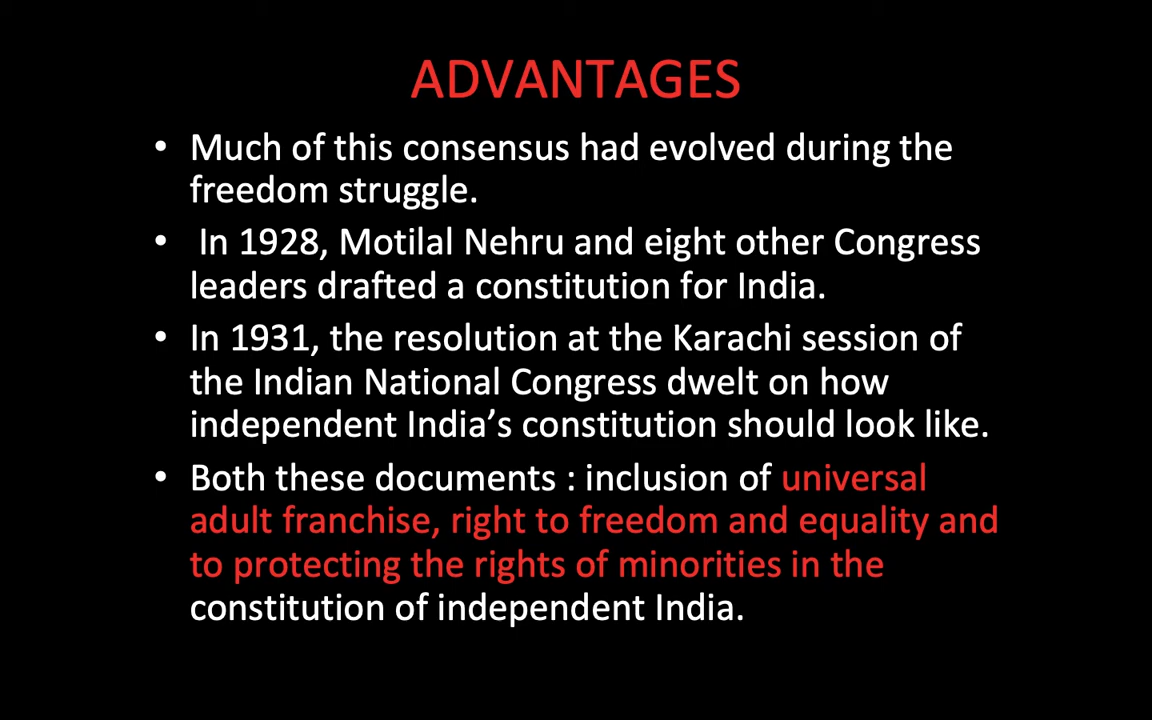 ADVANTAGES
• Much of this consensus had evolved during the
freedom struggle.
• In 1928, Motilal Nehru and eight other Congress
leaders drafted a constitution for India.
• In 1931, the resolution at the Karachi session of
the Indian National Congress dwelt on how
independent India’s constitution should look like.
• Both these documents : inclusion of universal
adult franchise, right to freedom and equality and
to protecting the rights of minorities in the
constitution of independent India.